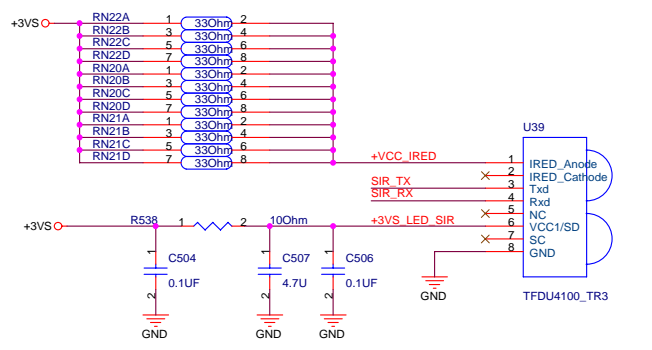 RN22A 1 33Ohm 2
+3VS
RN22B 3 33Ohm 4
RN22C 5 33Ohm 6
RN22D 7 33Ohm 8
RN20A 1 33Ohm 2
RN20B 3 33Ohm 4
RN20C 5 33Ohm 6
RN20D 7 33Ohm 8
RN21A 1 33Ohm 2
RN21B 3 33Ohm 4
RN21C 5 33Ohm 6
RN21D 7 33Ohm 8
U39
+VCC_IRED 1 IRED_Anode
2 IRED_Cathode
SIR_TX 3 Txd
SIR_RX 4 Rxd
5 NC
+3VS R538 1 2 10Ohm +3VS_LED_SIR 6 VCC1/SD
7 SC
8 GND
1 C504 1 C507 1 C506
2 0.1UF 2 4.7U 2 0.1UF
GND
TFDU4100_TR3
GND GND GND